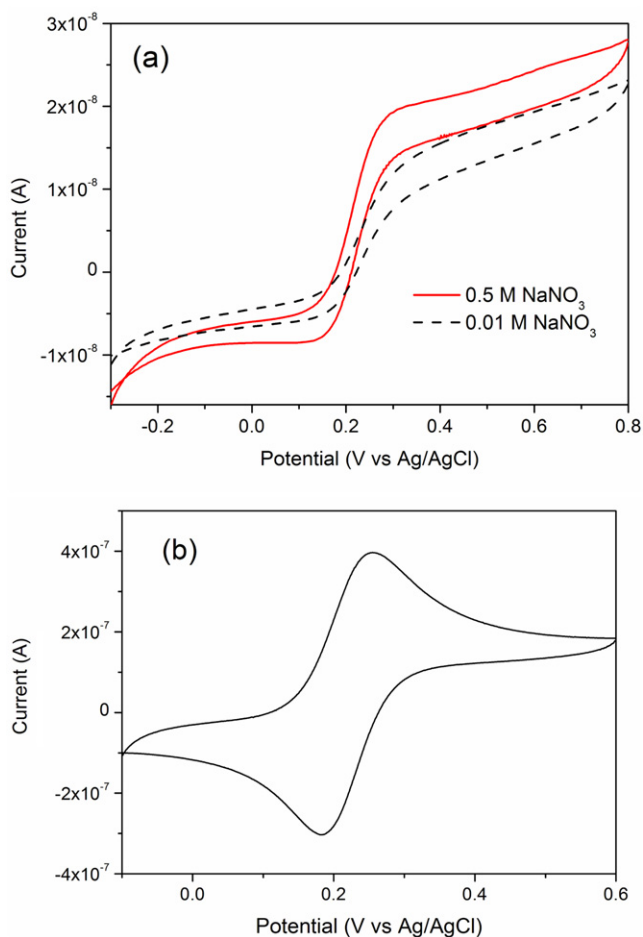 (a)
3x10⁻⁸
2x10⁻⁸
1x10⁻⁸
0
-1x10⁻⁸
Current (A)
0.5 M NaNO₃
0.01 M NaNO₃
-0.2 0.0 0.2 0.4 0.6 0.8
Potential (V vs Ag/AgCl)
(b)
4x10⁻⁷
2x10⁻⁷
0
-2x10⁻⁷
-4x10⁻⁷
Current (A)
0.0 0.2 0.4 0.6
Potential (V vs Ag/AgCl)